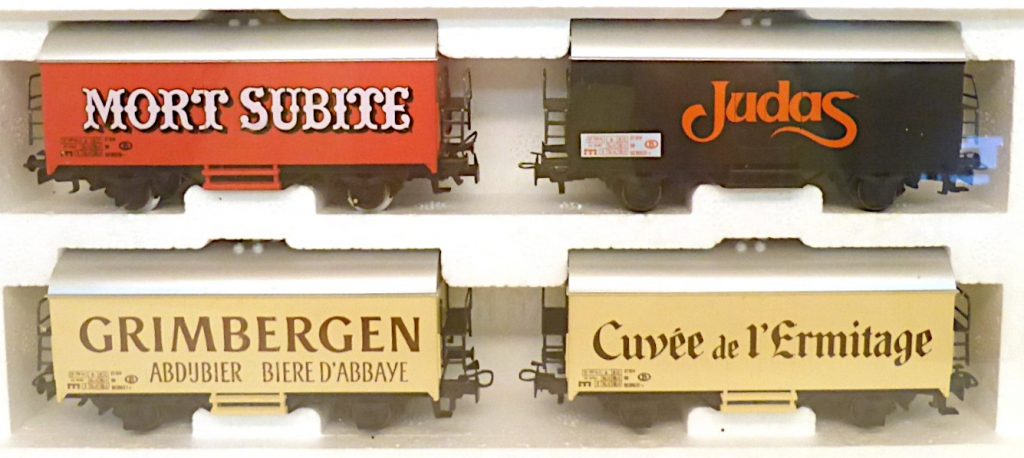 MORT SUBITE
Judas
GRIMBERGEN
ABDIJBIER BIERE D'ABBAYE
Cuvée de l'Ermitage